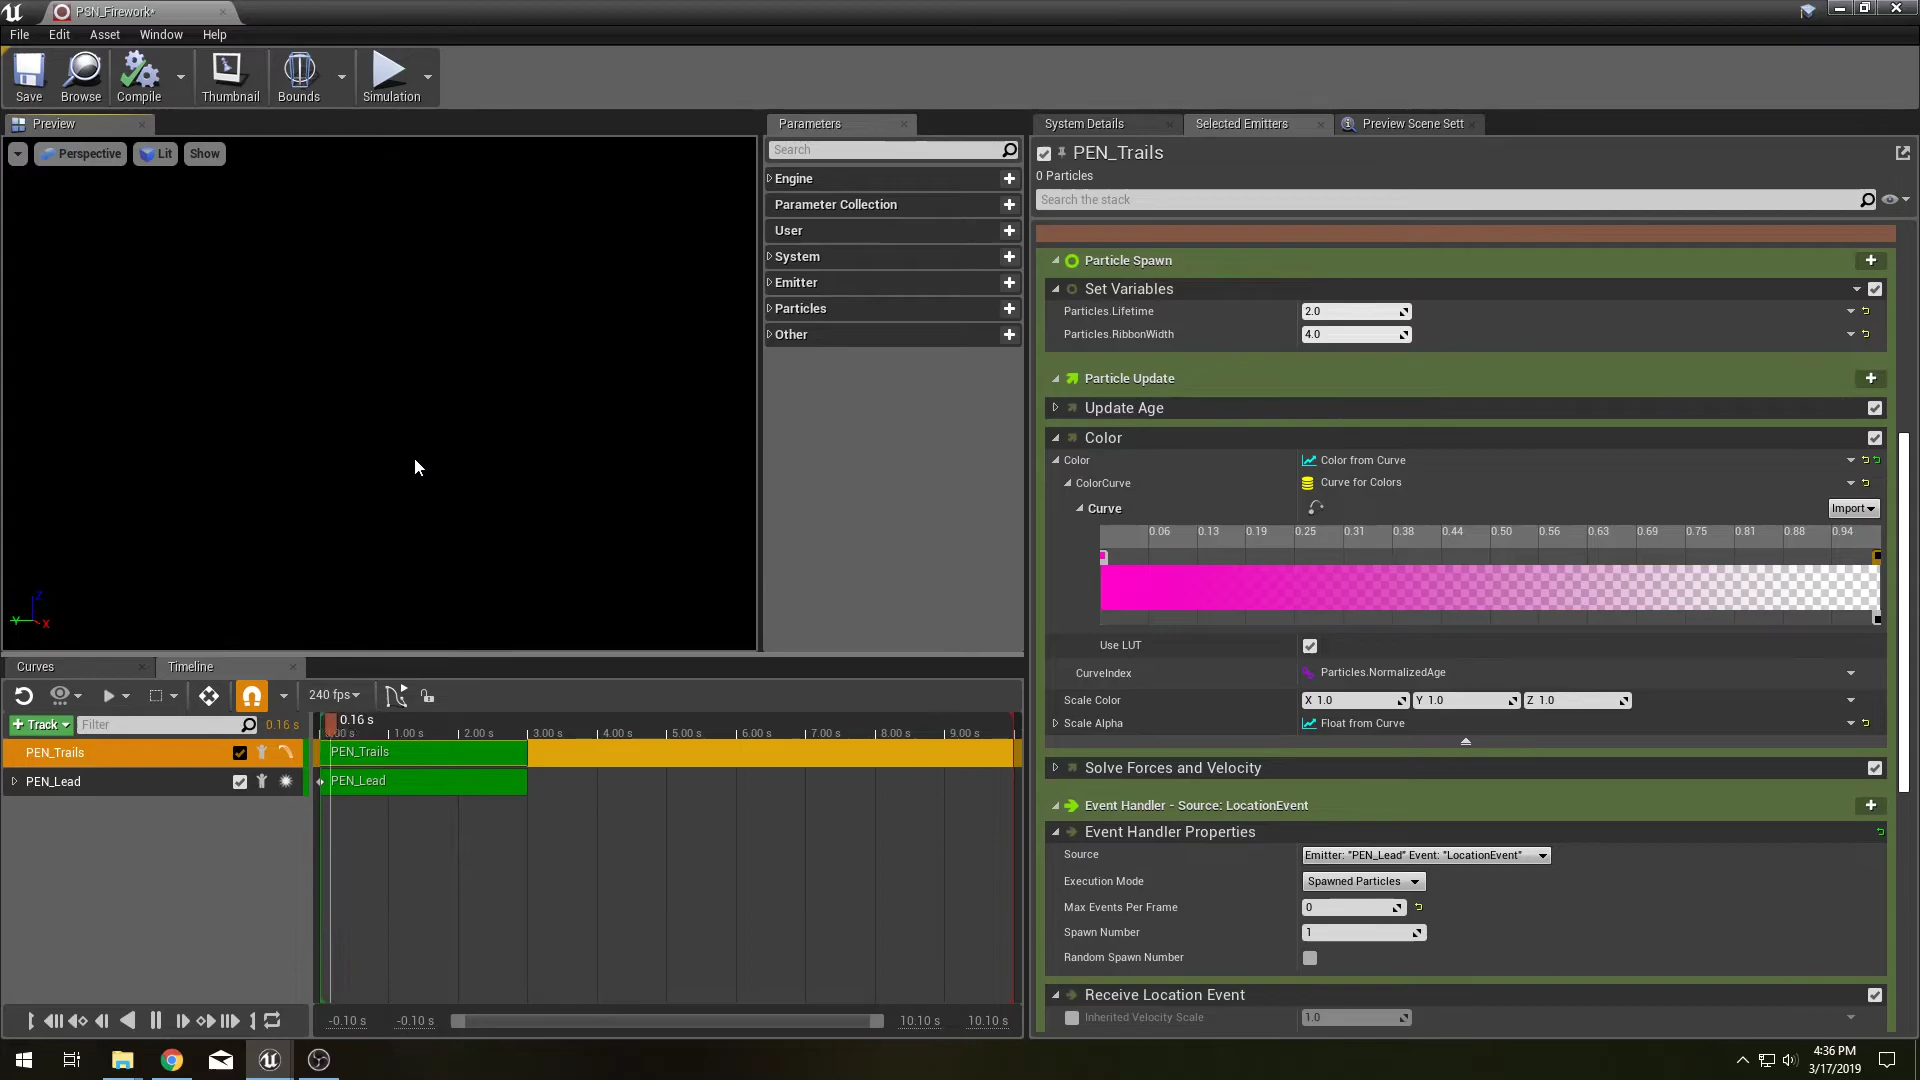 PSN_Firework*
File Edit Asset Window Help
Save Browse Compile Thumbnail Bounds Simulation
Preview
Perspective Lit Show
Z
Y X
Parameters
Search
Engine
Parameter Collection
User
System
Emitter
Particles
Other
System Details Selected Emitters Preview Scene Sett
PEN_Trails
0 Particles
Search the stack
Particle Spawn
Set Variables
Particles.Lifetime 2.0
Particles.RibbonWidth 4.0
Particle Update
Update Age
Color
Color Color from Curve
ColorCurve Curve for Colors
Curve Import
0.06 0.13 0.19 0.25 0.31 0.38 0.44 0.50 0.56 0.63 0.69 0.75 0.81 0.88 0.94
Use LUT
CurveIndex Particles.NormalizedAge
Scale Color X 1.0 Y 1.0 Z 1.0
Scale Alpha Float from Curve
Solve Forces and Velocity
Event Handler - Source: LocationEvent
Event Handler Properties
Source Emitter: "PEN_Lead" Event: "LocationEvent"
Execution Mode Spawned Particles
Max Events Per Frame 0
Spawn Number 1
Random Spawn Number
Receive Location Event
Inherited Velocity Scale 1.0
Curves Timeline
240 fps
Track Filter 0.16 s
0.16 s
1.00 s 2.00 s 3.00 s 4.00 s 5.00 s 6.00 s 7.00 s 8.00 s 9.00 s
PEN_Trails PEN_Trails
PEN_Lead PEN_Lead
-0.10 s -0.10 s 10.10 s 10.10 s
4:36 PM
3/17/2019